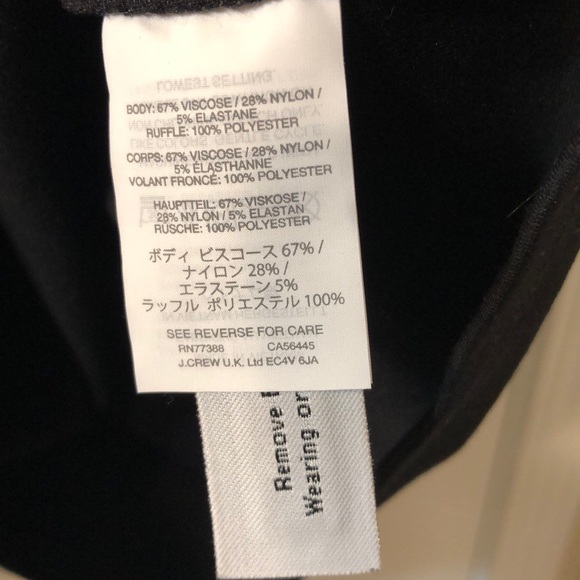 BODY: 67% VISCOSE / 28% NYLON /
5% ELASTANE
RUFFLE: 100% POLYESTER
CORPS: 67% VISCOSE / 28% NYLON /
5% ÉLASTHANNE
VOLANT FRONCÉ: 100% POLYESTER
HAUPTTEIL: 67% VISKOSE /
28% NYLON / 5% ELASTAN
RÜSCHE: 100% POLYESTER
ボディ ビスコース 67% /
ナイロン 28% /
エラステーン 5%
ラッフル ポリエステル 100%
SEE REVERSE FOR CARE
RN77388 CA56445
J.CREW U.K. Ltd EC4V 6JA
Remove
Wearing or